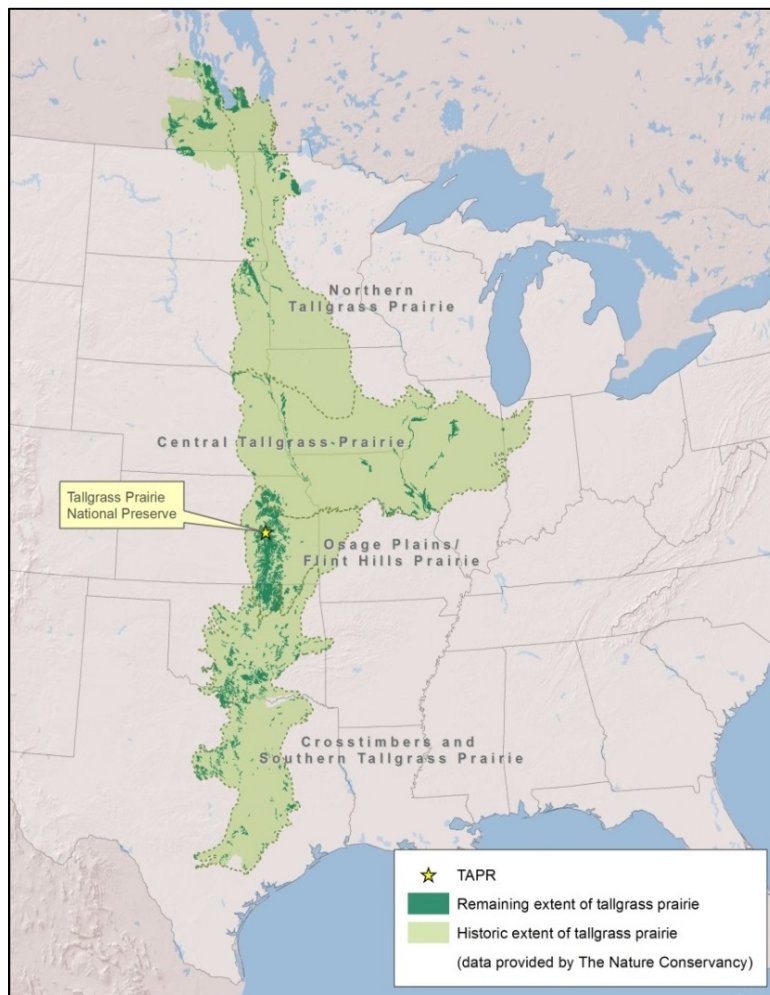 Northern
Tallgrass Prairie
Central Tallgrass Prairie
Tallgrass Prairie
National Preserve
Osage Plains/
Flint Hills Prairie
Crosstimbers and
Southern Tallgrass Prairie
TAPR
Remaining extent of tallgrass prairie
Historic extent of tallgrass prairie
(data provided by The Nature Conservancy)